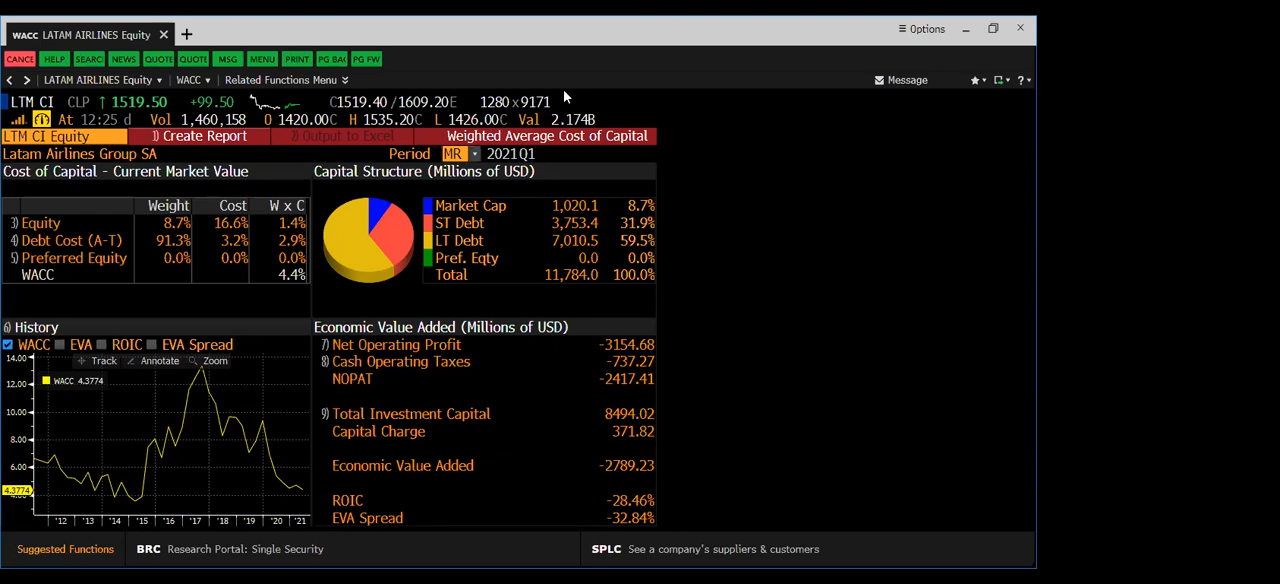 WACC LATAM AIRLINES Equity × + ☰ Options
CANCE HELP SEARC NEWS QUOTE QUOTE MSG MENU PRINT PG BAC PG FW
< > LATAM AIRLINES Equity ▾ WACC ▾ Related Functions Menu Message ?
LTM CI CLP ↑ 1519.50 +99.50 C1519.40 /1609.20E 1280 x 9171
At 12:25 d Vol 1,460,158 O 1420.00C H 1535.20C L 1426.00C Val 2.174B
LTM CI Equity 1) Create Report 2) Output to Excel Weighted Average Cost of Capital
Latam Airlines Group SA Period MR 2021Q1
Cost of Capital - Current Market Value
Weight Cost W x C
3) Equity 8.7% 16.6% 1.4%
4) Debt Cost (A-T) 91.3% 3.2% 2.9%
5) Preferred Equity 0.0% 0.0% 0.0%
WACC 4.4%
Capital Structure (Millions of USD)
Market Cap 1,020.1 8.7%
ST Debt 3,753.4 31.9%
LT Debt 7,010.5 59.5%
Pref. Eqty 0.0 0.0%
Total 11,784.0 100.0%
6) History
WACC EVA ROIC EVA Spread
Track Annotate Zoom
WACC 4.3774
14.00
12.00
10.00
8.00
6.00
4.3774
'12 '13 '14 '15 '16 '17 '18 '19 '20 '21
Economic Value Added (Millions of USD)
7) Net Operating Profit -3154.68
8) Cash Operating Taxes -737.27
NOPAT -2417.41
9) Total Investment Capital 8494.02
Capital Charge 371.82
Economic Value Added -2789.23
ROIC -28.46%
EVA Spread -32.84%
Suggested Functions BRC Research Portal: Single Security SPLC See a company's suppliers & customers